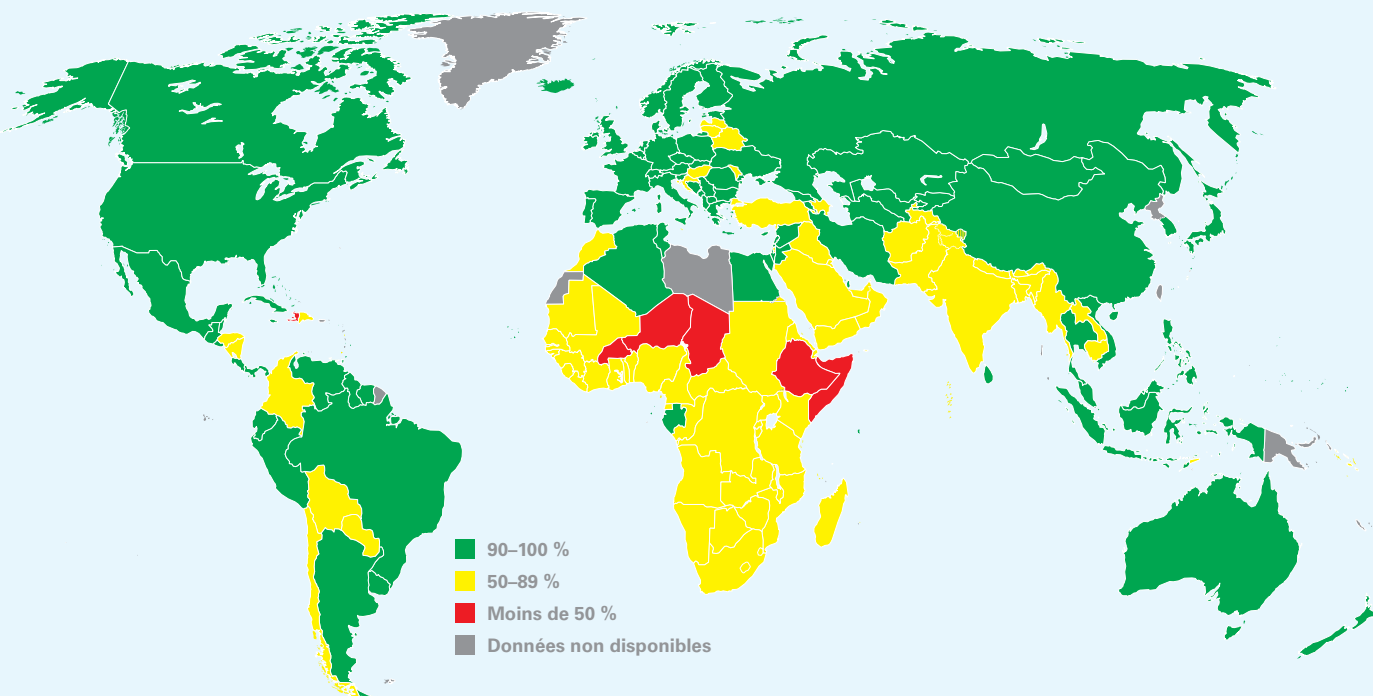 90–100 %
50–89 %
Moins de 50 %
Données non disponibles